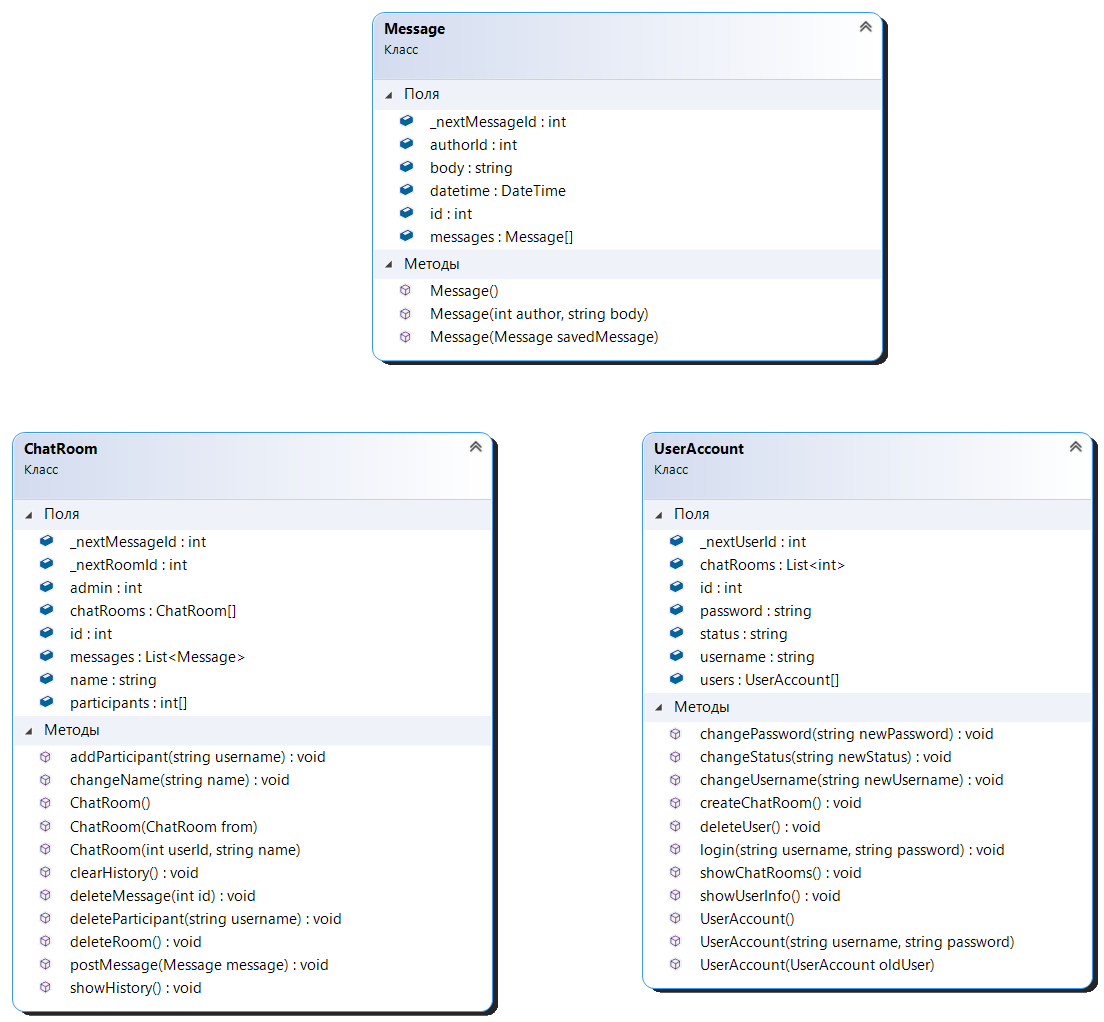 Message
Класс
Поля
_nextMessageId : int
authorId : int
body : string
datetime : DateTime
id : int
messages : Message[]
Методы
Message()
Message(int author, string body)
Message(Message savedMessage)
ChatRoom
Класс
Поля
_nextMessageId : int
_nextRoomId : int
admin : int
chatRooms : ChatRoom[]
id : int
messages : List<Message>
name : string
participants : int[]
Методы
addParticipant(string username) : void
changeName(string name) : void
ChatRoom()
ChatRoom(ChatRoom from)
ChatRoom(int userId, string name)
clearHistory() : void
deleteMessage(int id) : void
deleteParticipant(string username) : void
deleteRoom() : void
postMessage(Message message) : void
showHistory() : void
UserAccount
Класс
Поля
_nextUserId : int
chatRooms : List<int>
id : int
password : string
status : string
username : string
users : UserAccount[]
Методы
changePassword(string newPassword) : void
changeStatus(string newStatus) : void
changeUsername(string newUsername) : void
createChatRoom() : void
deleteUser() : void
login(string username, string password) : void
showChatRooms() : void
showUserInfo() : void
UserAccount()
UserAccount(string username, string password)
UserAccount(UserAccount oldUser)